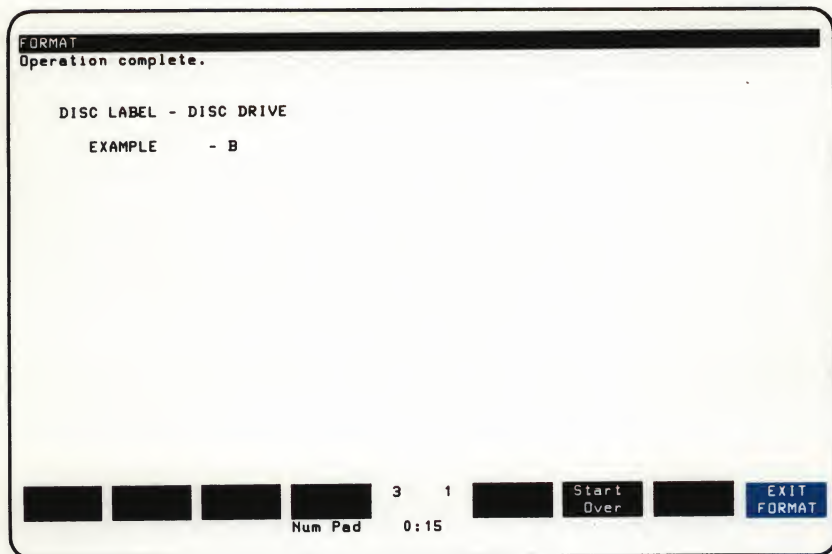 FORMAT
Operation complete.
DISC LABEL - DISC DRIVE
EXAMPLE - B
3 1
Start
Over
EXIT
FORMAT
Num Pad 0:15